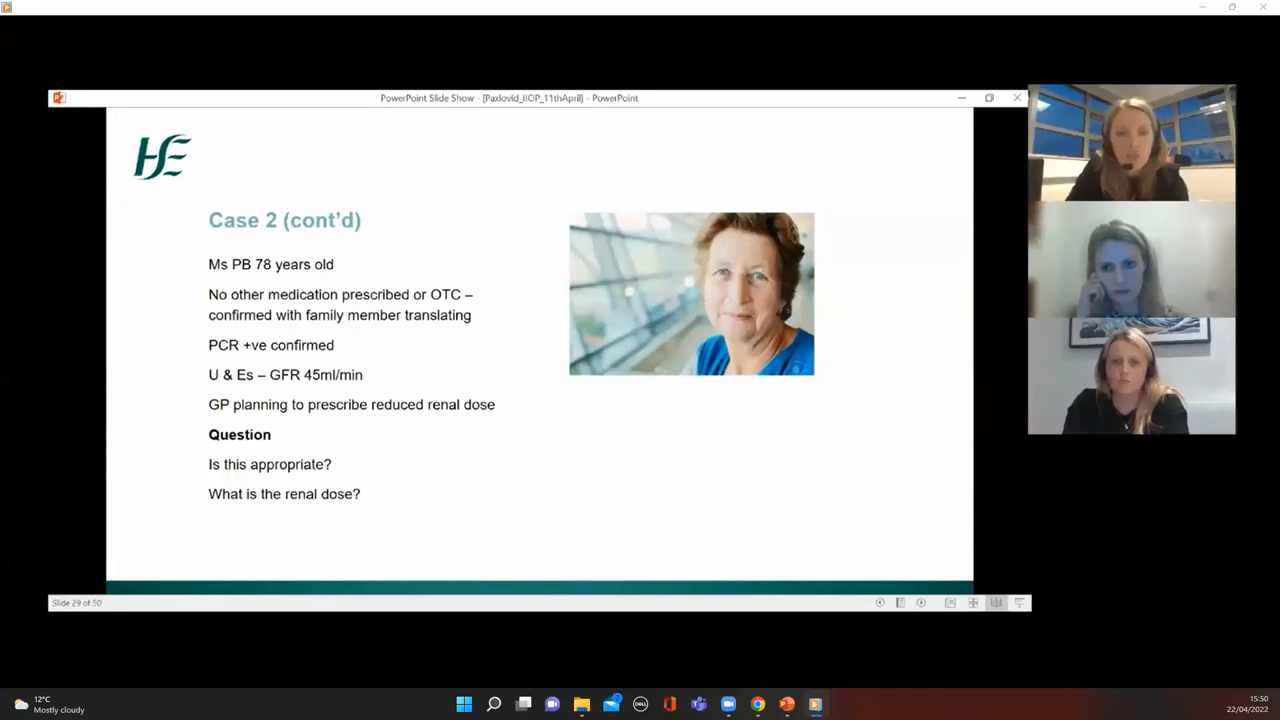 PowerPoint Slide Show - [Paxlovid_IIOP_11thApril] - PowerPoint
HSE
Case 2 (cont'd)
Ms PB 78 years old
No other medication prescribed or OTC –
confirmed with family member translating
PCR +ve confirmed
U & Es – GFR 45ml/min
GP planning to prescribe reduced renal dose
Question
Is this appropriate?
What is the renal dose?
Slide 29 of 50
12°C
Mostly cloudy
DELL
15:50
22/04/2022